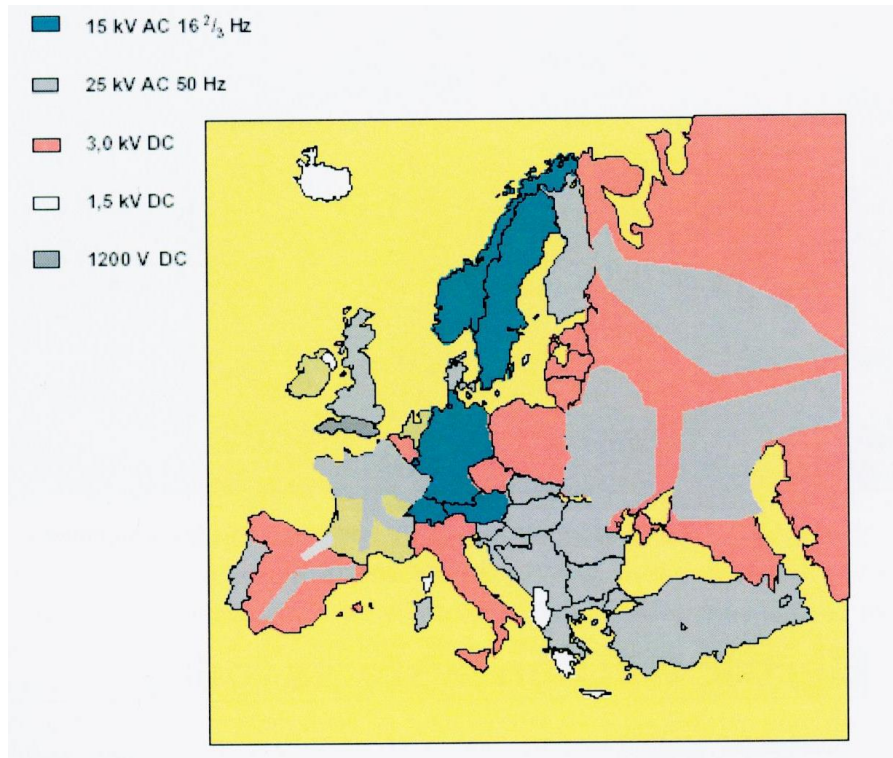 15 kV AC 16 2/3 Hz
25 kV AC 50 Hz
3,0 kV DC
1,5 kV DC
1200 V DC